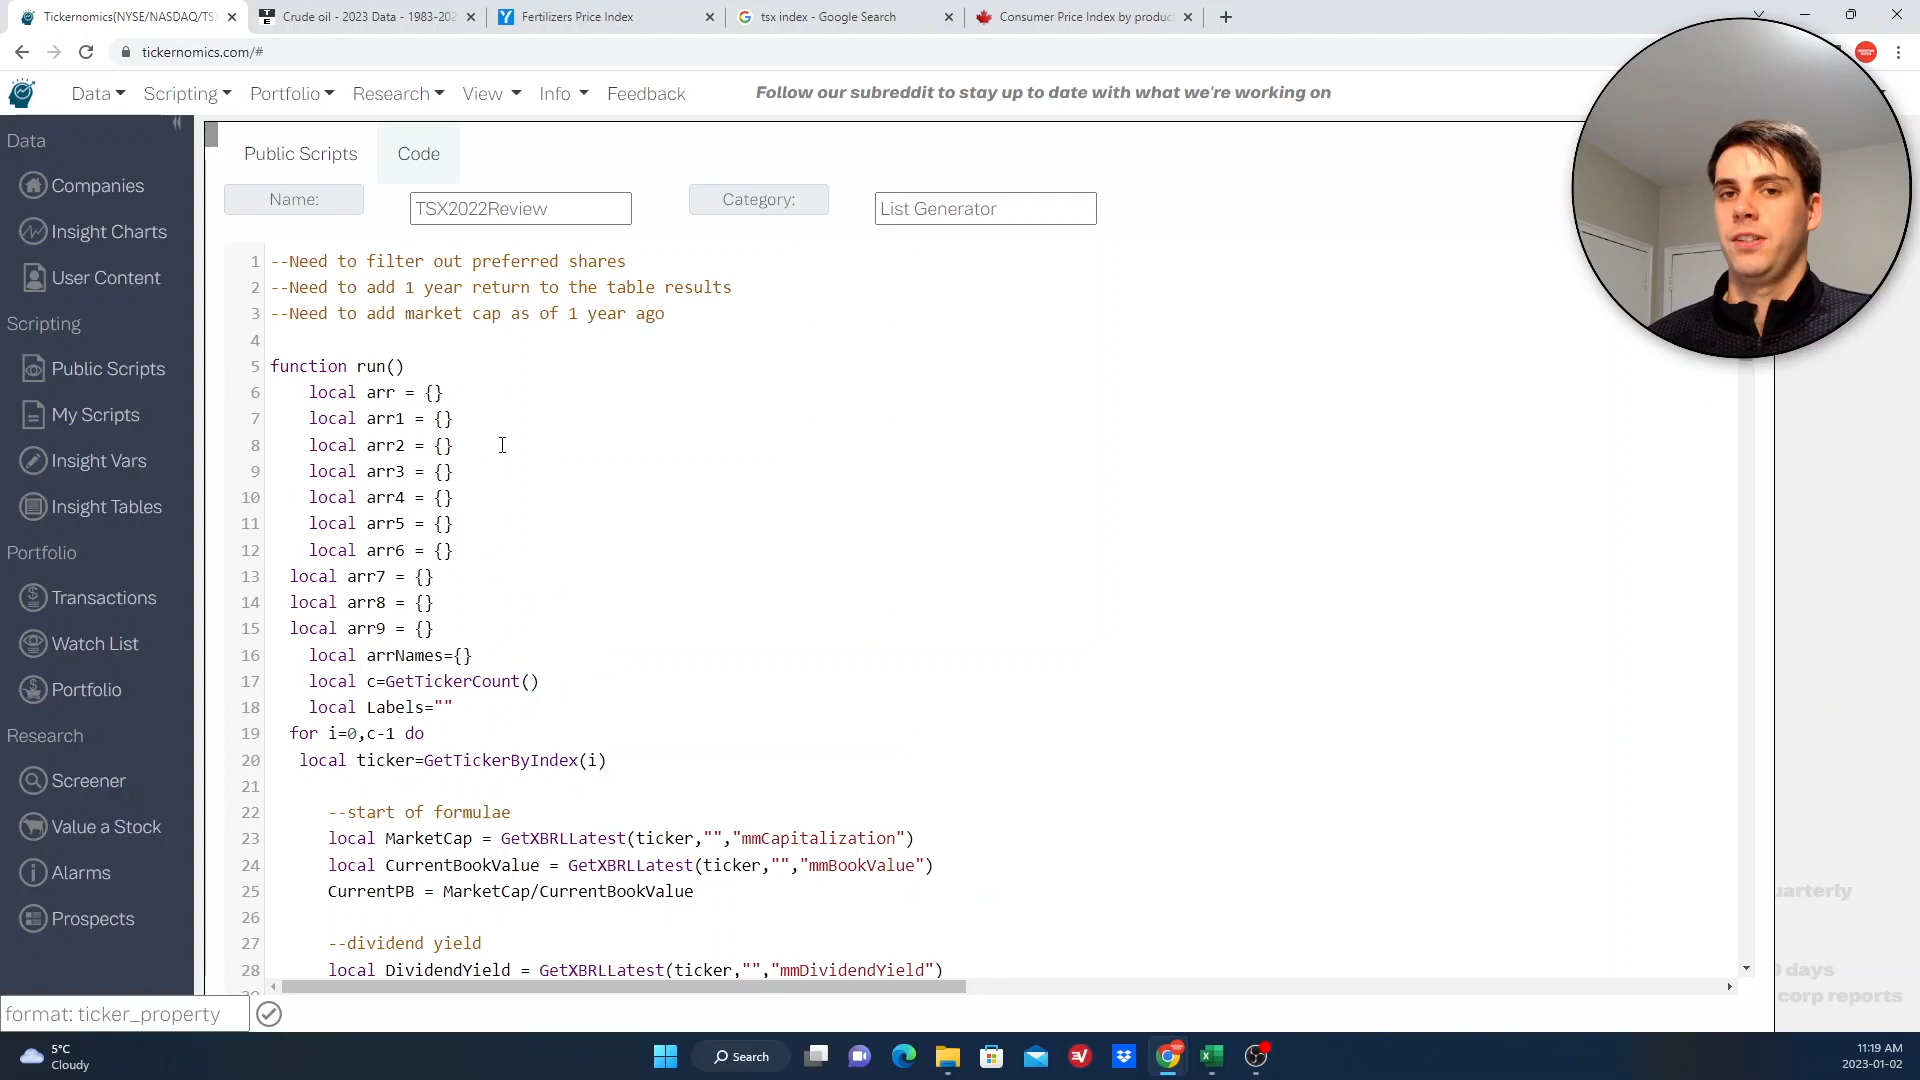 Tickernomics(NYSE/NASDAQ/TSX
Crude oil - 2023 Data - 1983-202
Fertilizers Price Index
tsx index - Google Search
Consumer Price Index by product
tickernomics.com/#
Data
Scripting
Portfolio
Research
View
Info
Feedback
Follow our subreddit to stay up to date with what we're working on
Data
Companies
Insight Charts
User Content
Scripting
Public Scripts
My Scripts
Insight Vars
Insight Tables
Portfolio
Transactions
Watch List
Portfolio
Research
Screener
Value a Stock
Alarms
Prospects
format: ticker_property
Public Scripts
Code
Name:
TSX2022Review
Category:
List Generator
1 --Need to filter out preferred shares
2 --Need to add 1 year return to the table results
3 --Need to add market cap as of 1 year ago
4
5 function run()
6 local arr = {}
7 local arr1 = {}
8 local arr2 = {}
9 local arr3 = {}
10 local arr4 = {}
11 local arr5 = {}
12 local arr6 = {}
13 local arr7 = {}
14 local arr8 = {}
15 local arr9 = {}
16 local arrNames={}
17 local c=GetTickerCount()
18 local Labels=""
19 for i=0,c-1 do
20 local ticker=GetTickerByIndex(i)
21
22 --start of formulae
23 local MarketCap = GetXBRLLatest(ticker,"","mmCapitalization")
24 local CurrentBookValue = GetXBRLLatest(ticker,"","mmBookValue")
25 CurrentPB = MarketCap/CurrentBookValue
26
27 --dividend yield
28 local DividendYield = GetXBRLLatest(ticker,"","mmDividendYield")
uarterly
0 days
corp reports
5°C
Cloudy
Search
11:19 AM
2023-01-02